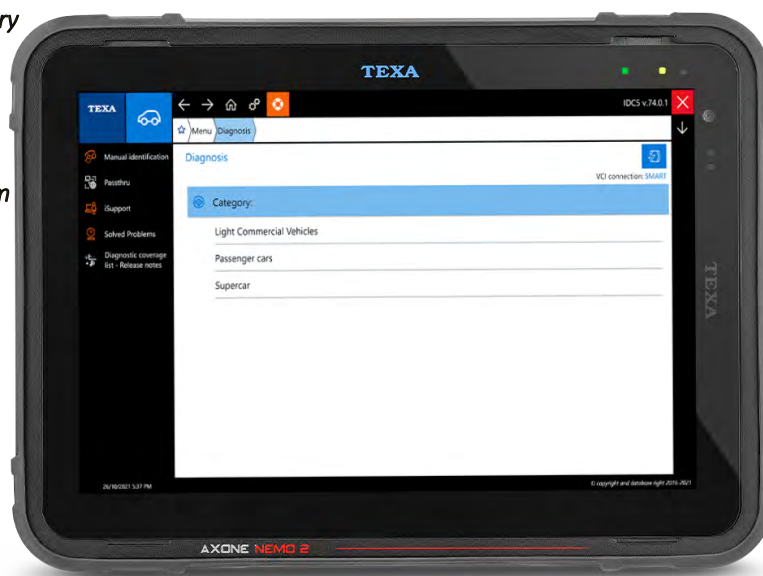 ry
m
TEXA
TEXA
IDC5 v.74.0.1
Menu
Diagnosis
Manual identification
Passthru
iSupport
Solved Problems
Diagnostic coverage
list - Release notes
Diagnosis
VCI connection: SMART
Category:
Light Commercial Vehicles
Passenger cars
Supercar
26/10/2021 5:37 PM
© copyright and database right 2016-2021
TEXA
AXONE NEMO 2